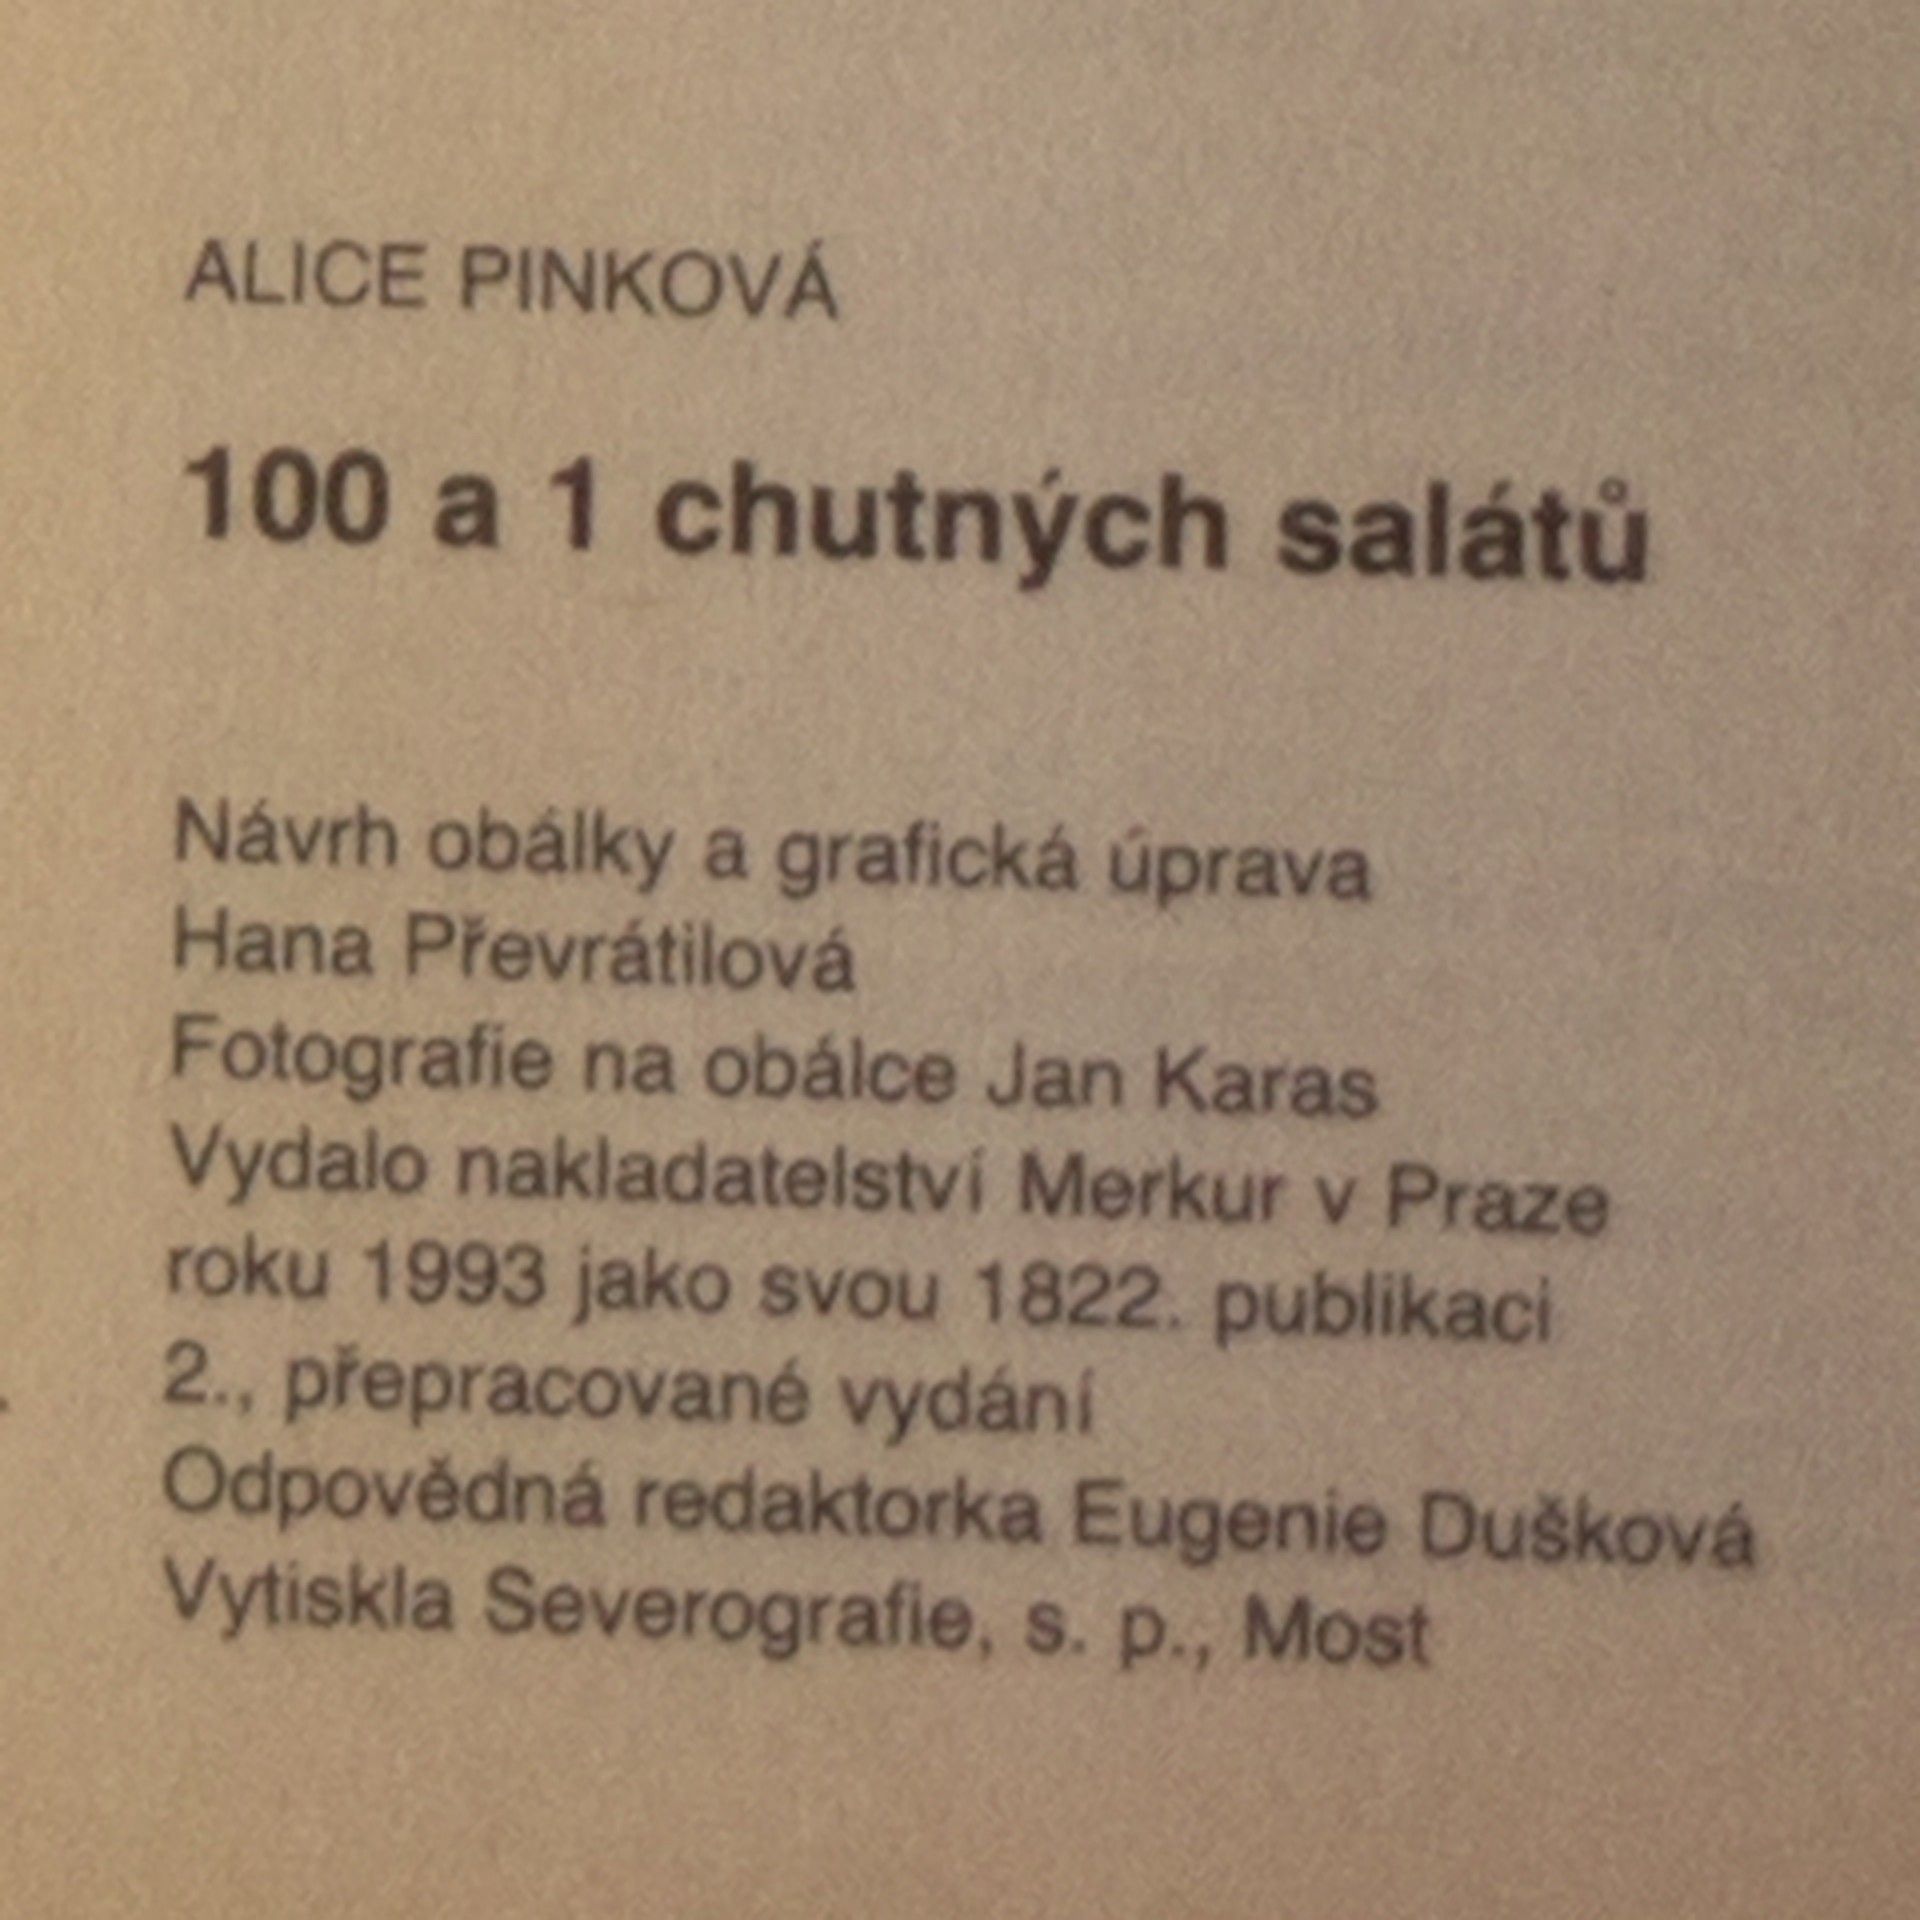 ALICE PINKOVÁ
100 a 1 chutných salátů
Návrh obálky a grafická úprava
Hana Převrátilová
Fotografie na obálce Jan Karas
Vydalo nakladatelství Merkur v Praze
roku 1993 jako svou 1822. publikaci
2., přepracované vydání
Odpovědná redaktorka Eugenie Dušková
Vytiskla Severografie, s. p., Most